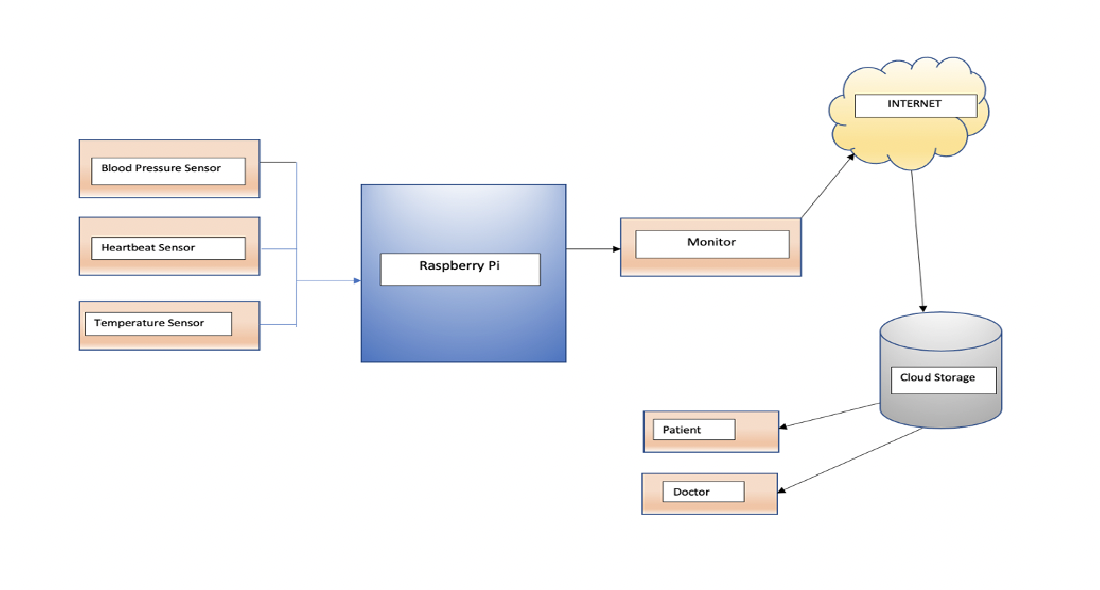 INTERNET
Blood Pressure Sensor
Heartbeat Sensor
Temperature Sensor
Raspberry Pi
Monitor
Cloud Storage
Patient
Doctor